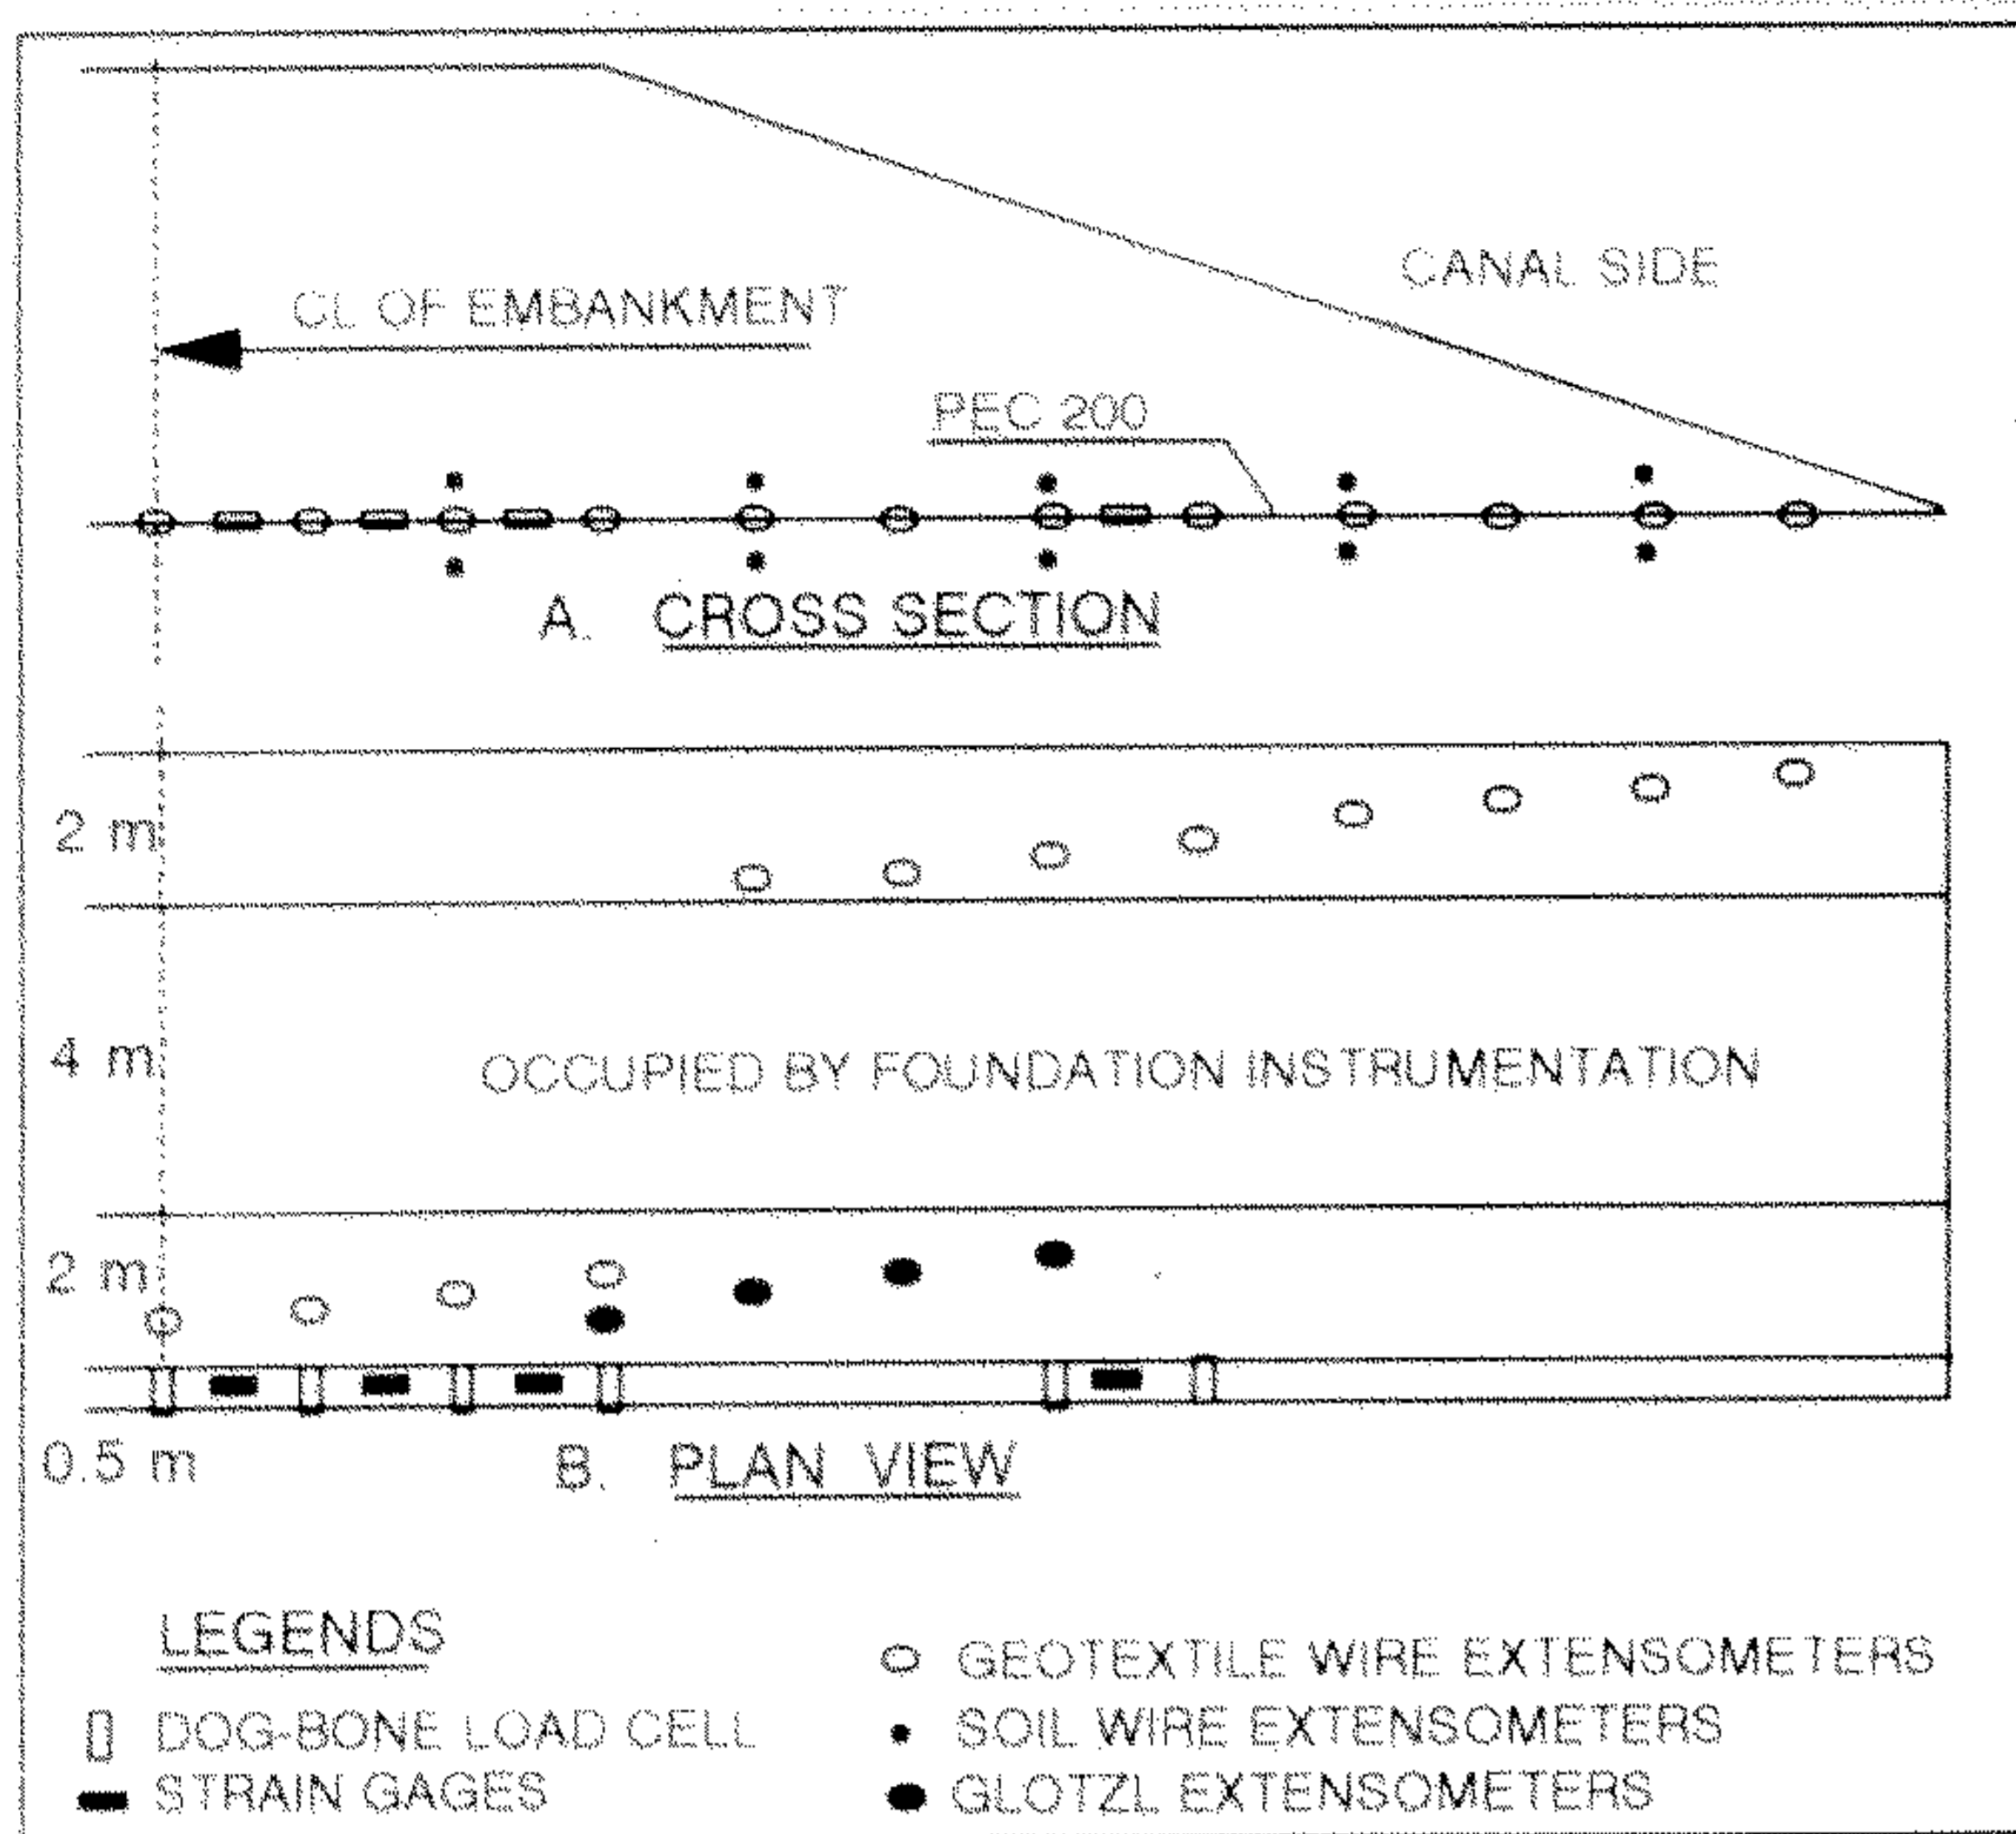 CANAL SIDE
CL OF EMBANKMENT
PEC 200
A. CROSS SECTION
2 m
4 m
OCCUPIED BY FOUNDATION INSTRUMENTATION
2 m
0.5 m
B. PLAN VIEW
LEGENDS
DOG-BONE LOAD CELL
STRAIN GAGES
GEOTEXTILE WIRE EXTENSOMETERS
SOIL WIRE EXTENSOMETERS
GLOTZL EXTENSOMETERS